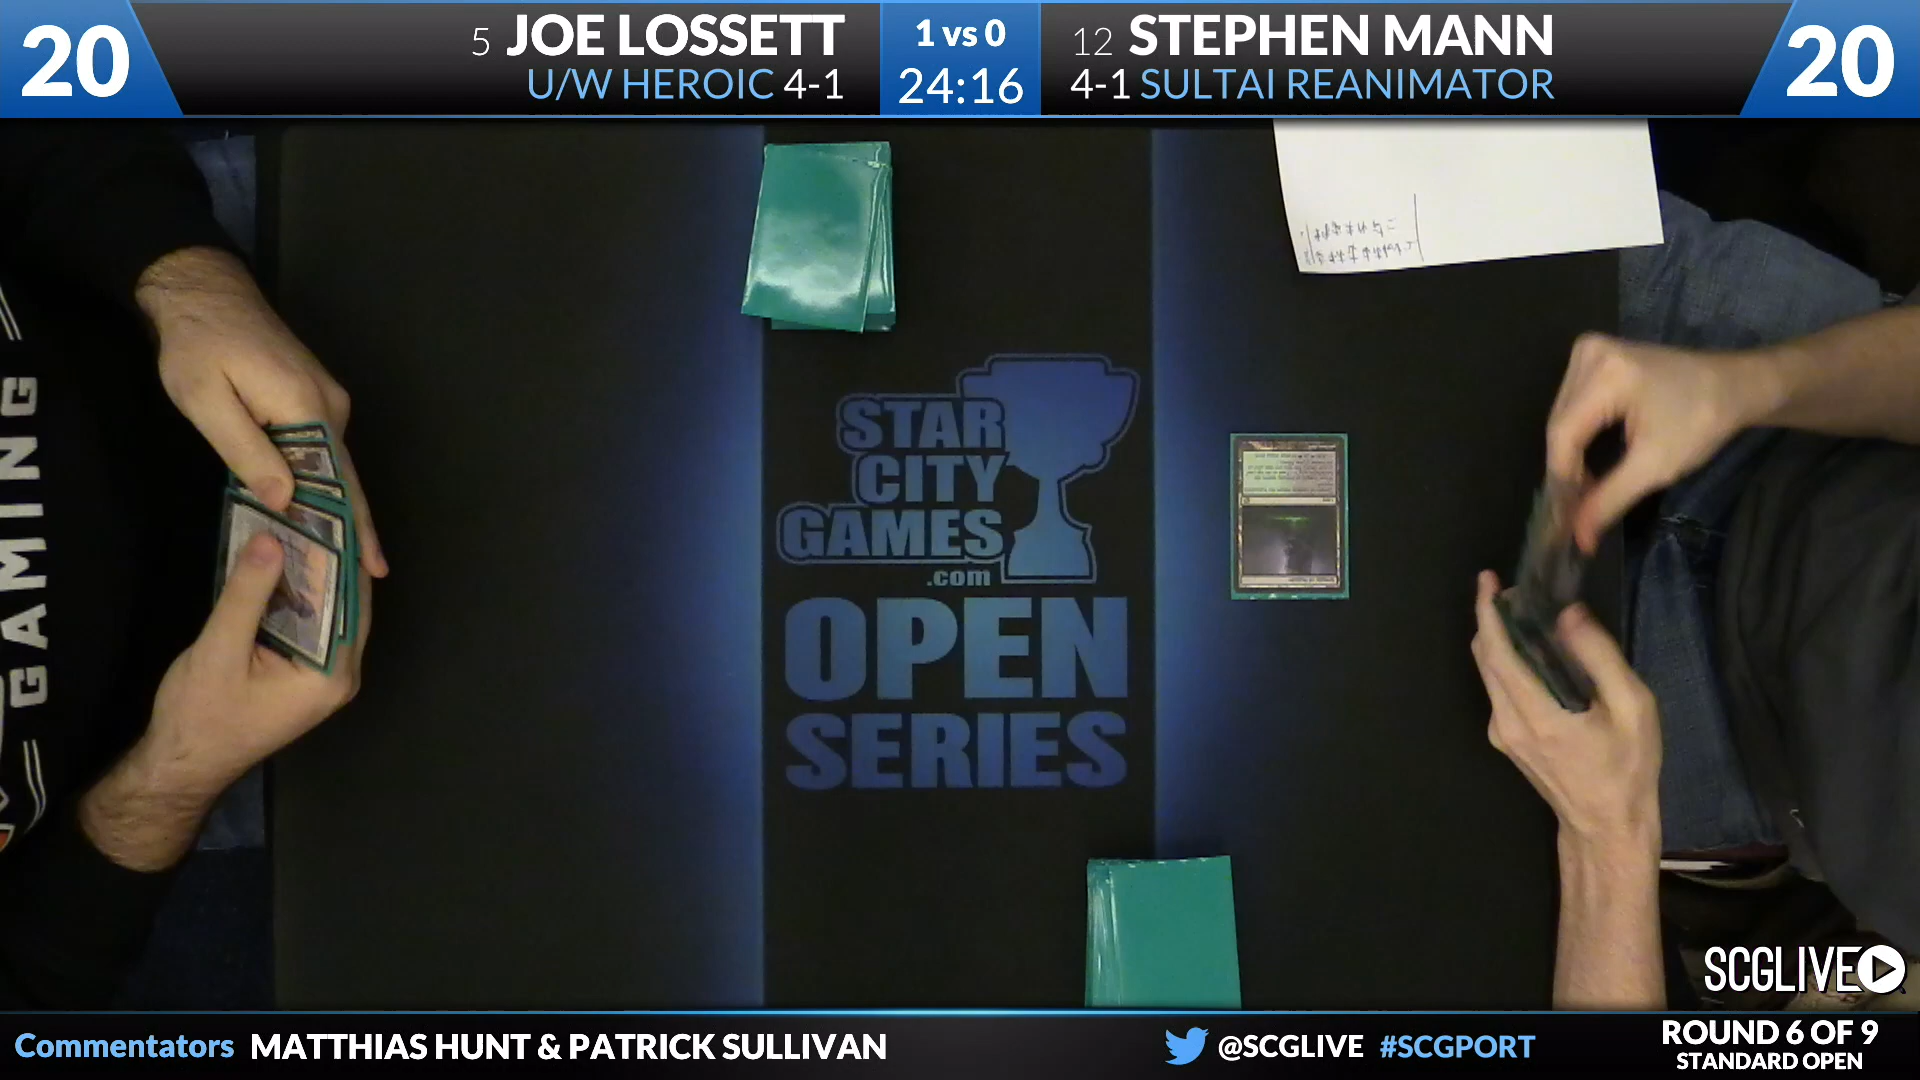 20
5 JOE LOSSETT
U/W HEROIC 4-1
1 vs 0
24:16
12 STEPHEN MANN
4-1 SULTAI REANIMATOR
20
GAMING
STAR
CITY
GAMES
.com
OPEN
SERIES
SCGLIVE
Commentators MATTHIAS HUNT & PATRICK SULLIVAN
@SCGLIVE #SCGPORT
ROUND 6 OF 9
STANDARD OPEN